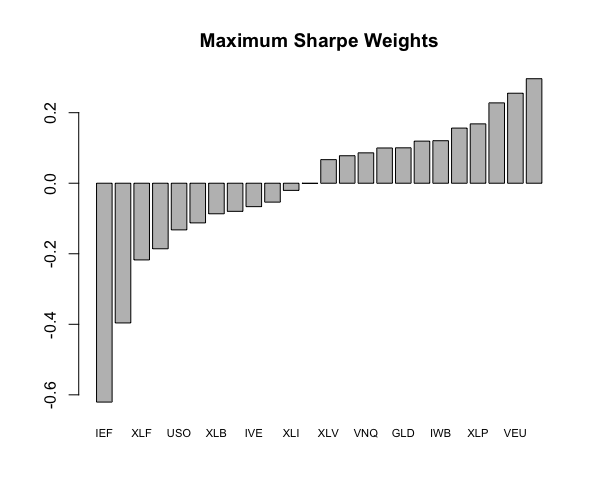 Maximum Sharpe Weights
0.2
0.0
-0.2
-0.4
-0.6
IEF XLF USO XLB IVE XLI XLV VNQ GLD IWB XLP VEU